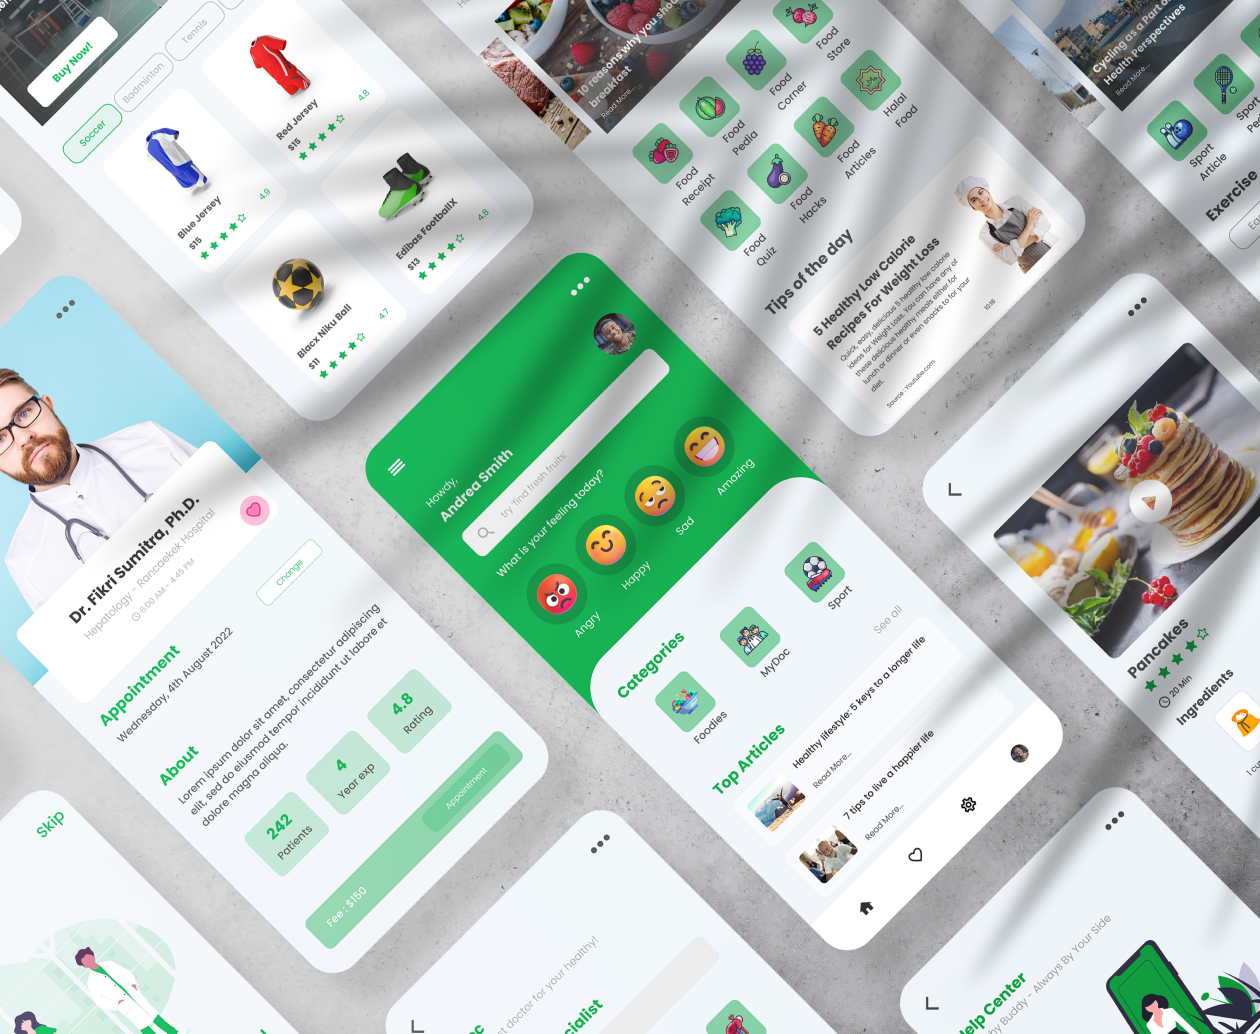 Buy Now!
Soccer
Badminton
Tennis
Blue Jersey
$15
4.9
Red Jersey
$15
4.8
Blacx Niku Ball
$11
4.7
Edibas FootballX
$13
4.8
10 reasons why you shou
breakfast
Read More...
Food
Receipt
Food
Pedia
Food
Corner
Food
Store
Food
Quiz
Food
Hacks
Food
Articles
Halal
Food
Tips of the day
5 Healthy Low Calorie
Recipes For Weight Loss
Quick, easy, delicious 5 healthy low calorie
ideas for Weight Loss. You can have any of
these delicious healthy meals either for
lunch or dinner or even snacks to for your
diet.
Source : Youtube.com
10:16
Cycling as a Part o
Health Perspectives
Read More...
Sport
Article
Exercise
Dr. Fikri Sumitra, Ph.D.
Hepatology - Rancaekek Hospital
6.00 AM - 4.45 PM
Appointment
Change
Wednesday, 4th August 2022
About
Lorem ipsum dolor sit amet, consectetur adipiscing
elit, sed do eiusmod tempor incididunt ut labore et
dolore magna aliqua.
242
Patients
4
Year exp
4.8
Rating
Fee : $150
Appointment
Howdy,
Andrea Smith
try 'find fresh fruits'
What is your feeling today?
Angry
Happy
Sad
Amazing
Categories
Foodies
MyDoc
Sport
Top Articles
See all
Healthy lifestyle: 5 keys to a longer life
Read More...
7 tips to live a happier life
Read More...
Pancakes
20 Min
Ingredients
Skip
t doctor for your healthy!
cialist
elp Center
hy Buddy - Always By Your Side